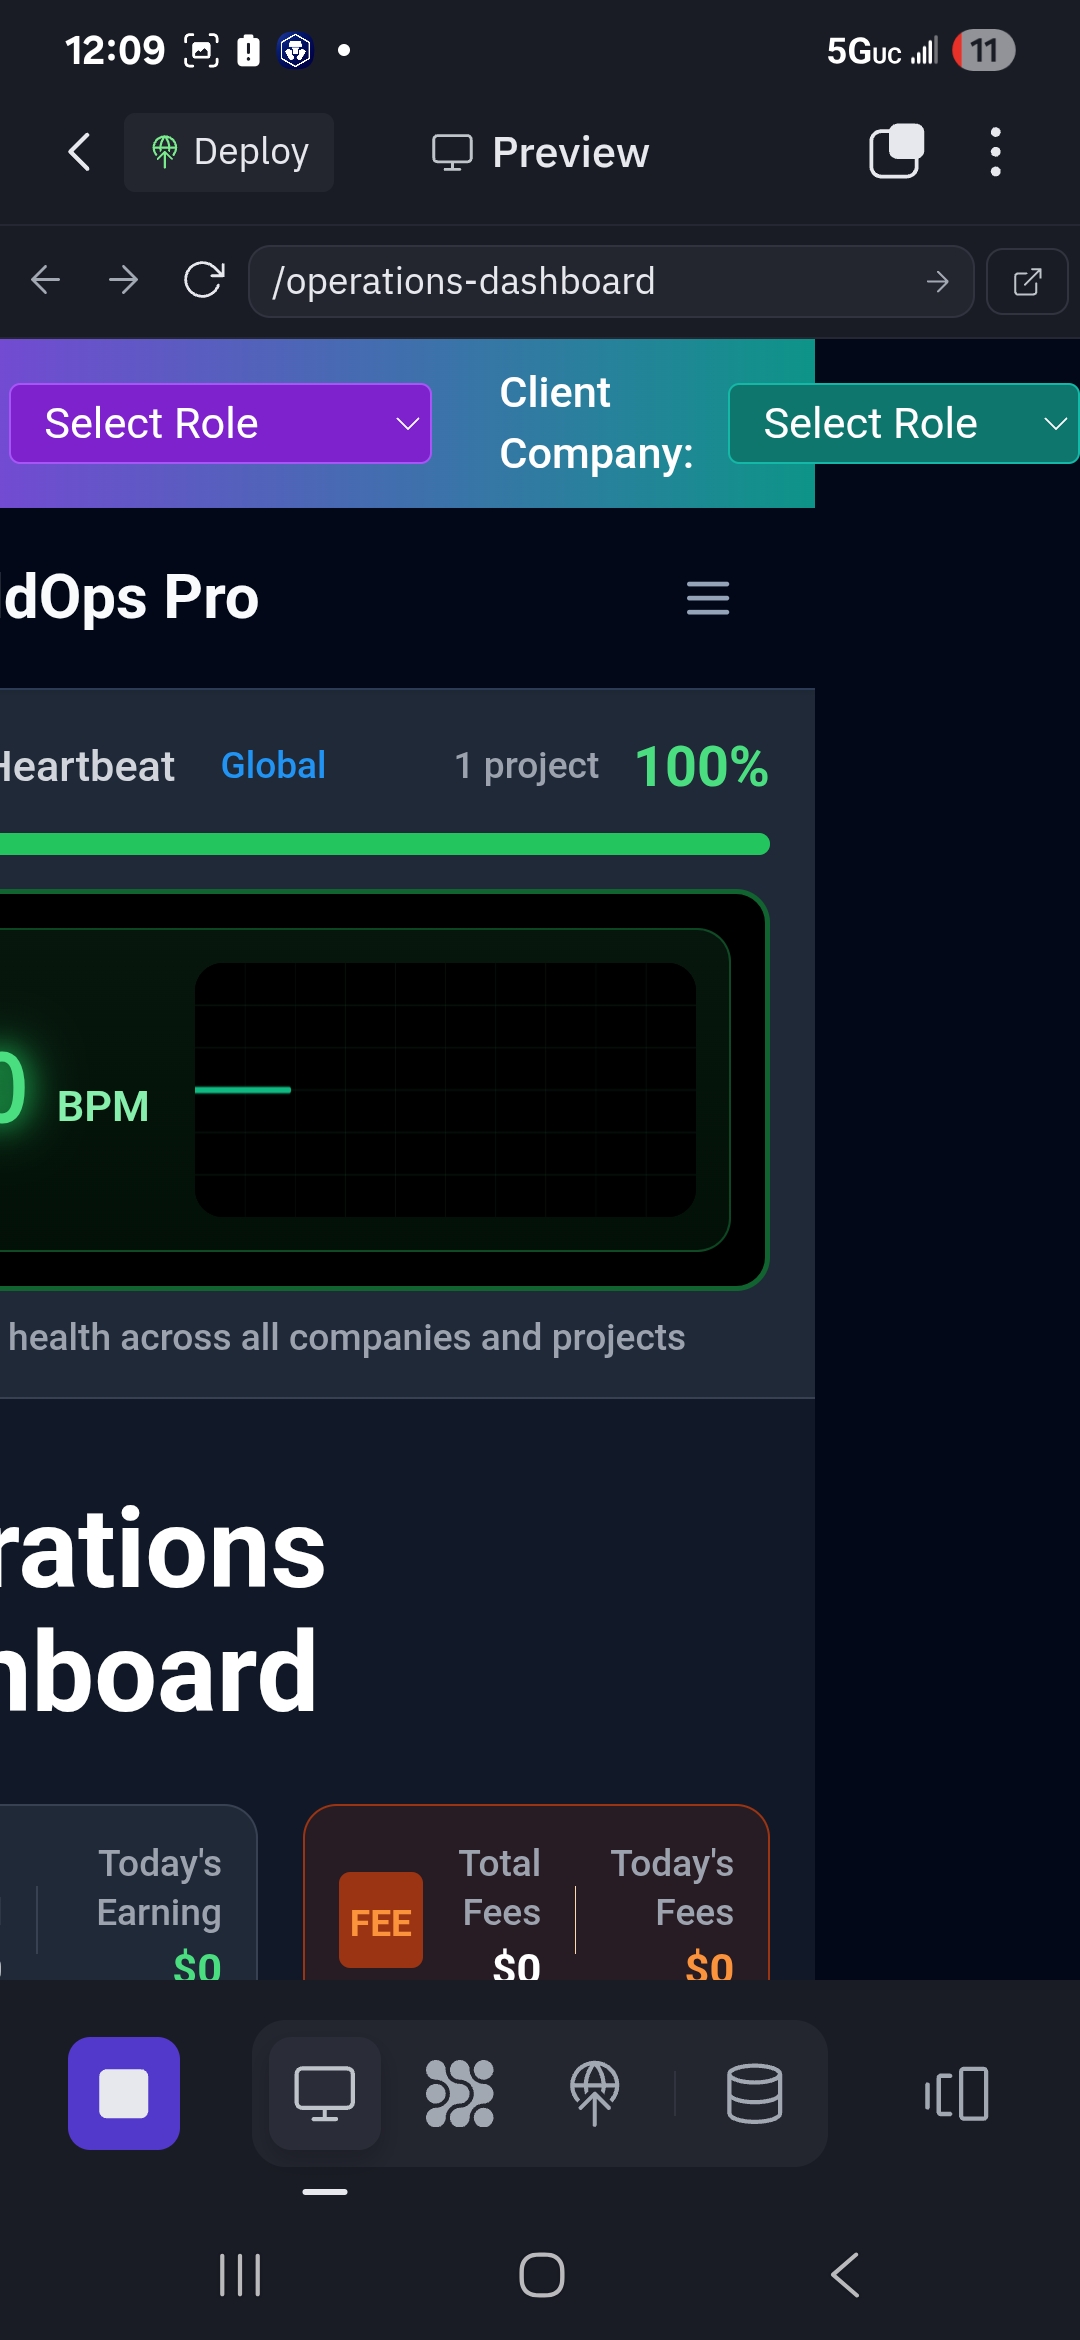 12:09
5GUC
11
Deploy
Preview
/operations-dashboard
Select Role
Client
Company:
Select Role
dOps Pro
Heartbeat Global 1 project 100%
0 BPM
health across all companies and projects
rations
hboard
Today's
Earning
$0
FEE
Total
Fees
$0
Today's
Fees
$0